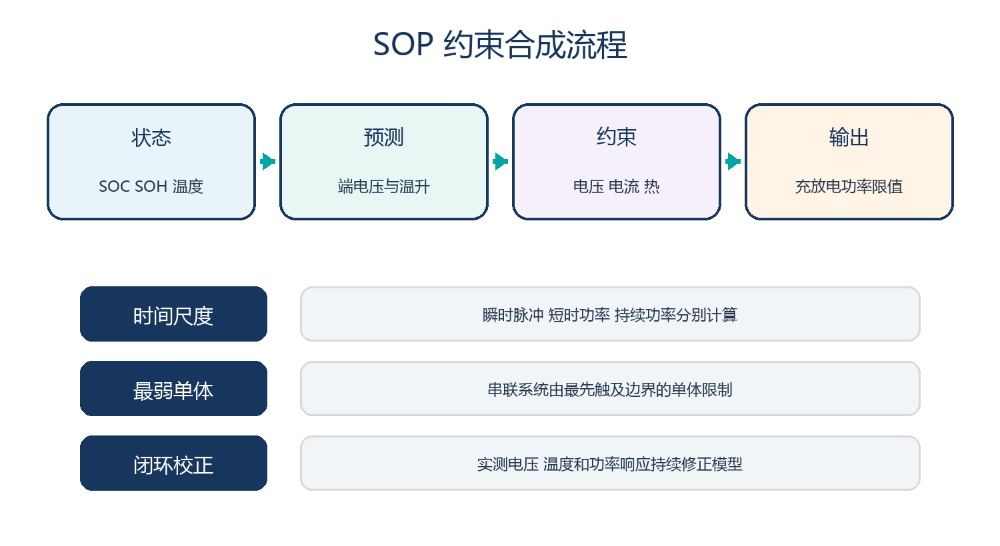 SOP 约束合成流程
状态
SOC SOH 温度
预测
端电压与温升
约束
电压 电流 热
输出
充放电功率限值
时间尺度
瞬时脉冲 短时功率 持续功率分别计算
最弱单体
串联系统由最先触及边界的单体限制
闭环校正
实测电压 温度和功率响应持续修正模型